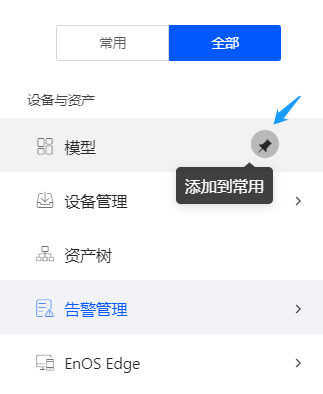 常用 全部
设备与资产
模型
添加到常用
设备管理
资产树
告警管理
EnOS Edge